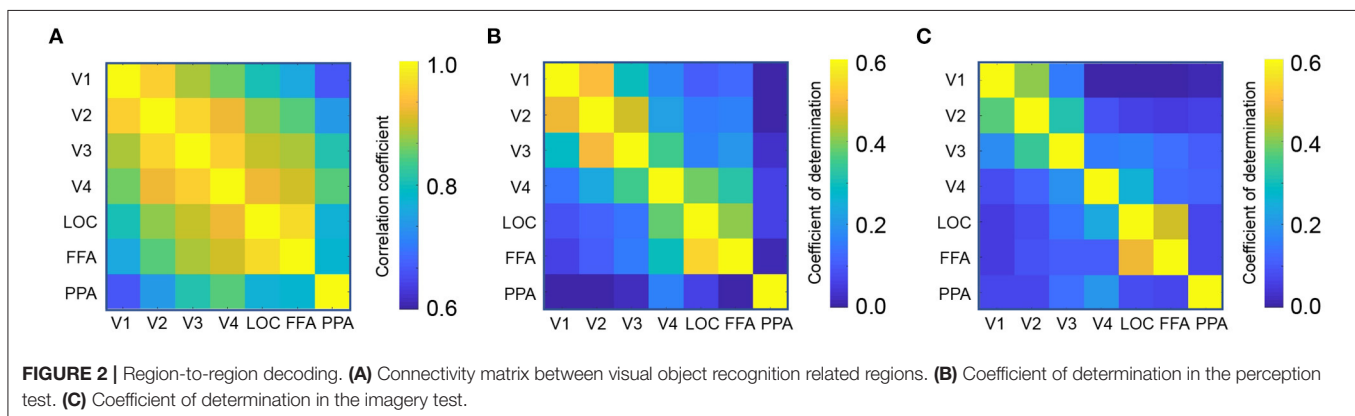 A
B
C
V1
V2
V3
V4
LOC
FFA
PPA
V1 V2 V3 V4 LOC FFA PPA
1.0
0.8
0.6
Correlation coefficient
V1
V2
V3
V4
LOC
FFA
PPA
V1 V2 V3 V4 LOC FFA PPA
0.6
0.4
0.2
0.0
Coefficient of determination
V1
V2
V3
V4
LOC
FFA
PPA
V1 V2 V3 V4 LOC FFA PPA
0.6
0.4
0.2
0.0
Coefficient of determination
FIGURE 2 | Region-to-region decoding. (A) Connectivity matrix between visual object recognition related regions. (B) Coefficient of determination in the perception
test. (C) Coefficient of determination in the imagery test.